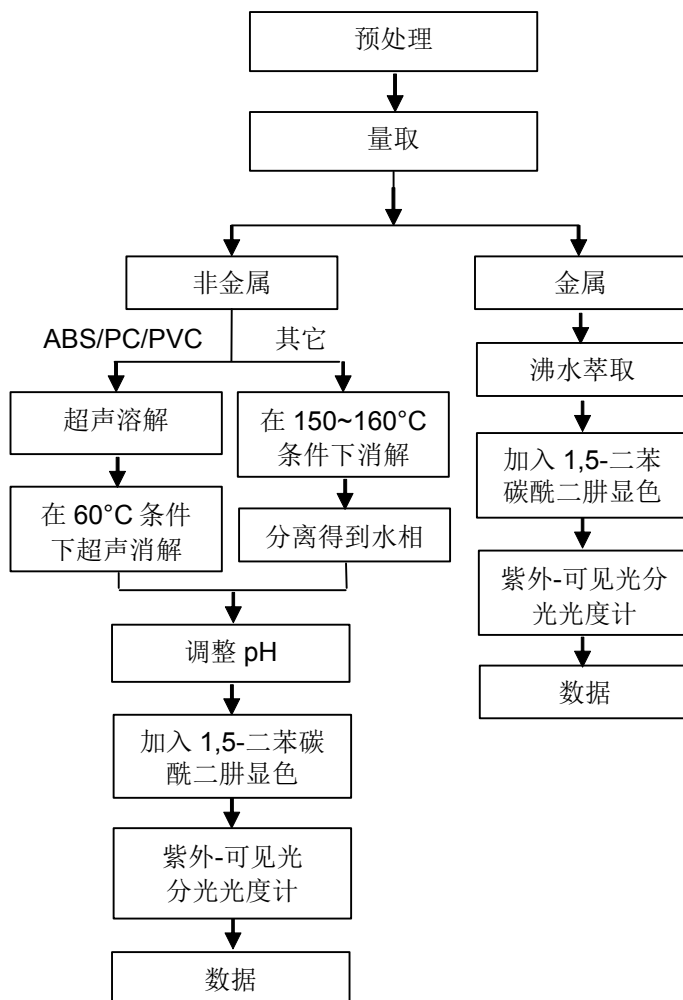 预处理
量取
非金属
金属
ABS/PC/PVC
其它
沸水萃取
超声溶解
在 150~160°C
条件下消解
加入 1,5-二苯
碳酰二肼显色
在 60°C 条件
下超声消解
分离得到水相
紫外-可见光分
光光度计
调整 pH
数据
加入 1,5-二苯碳
酰二肼显色
紫外-可见光
分光光度计
数据